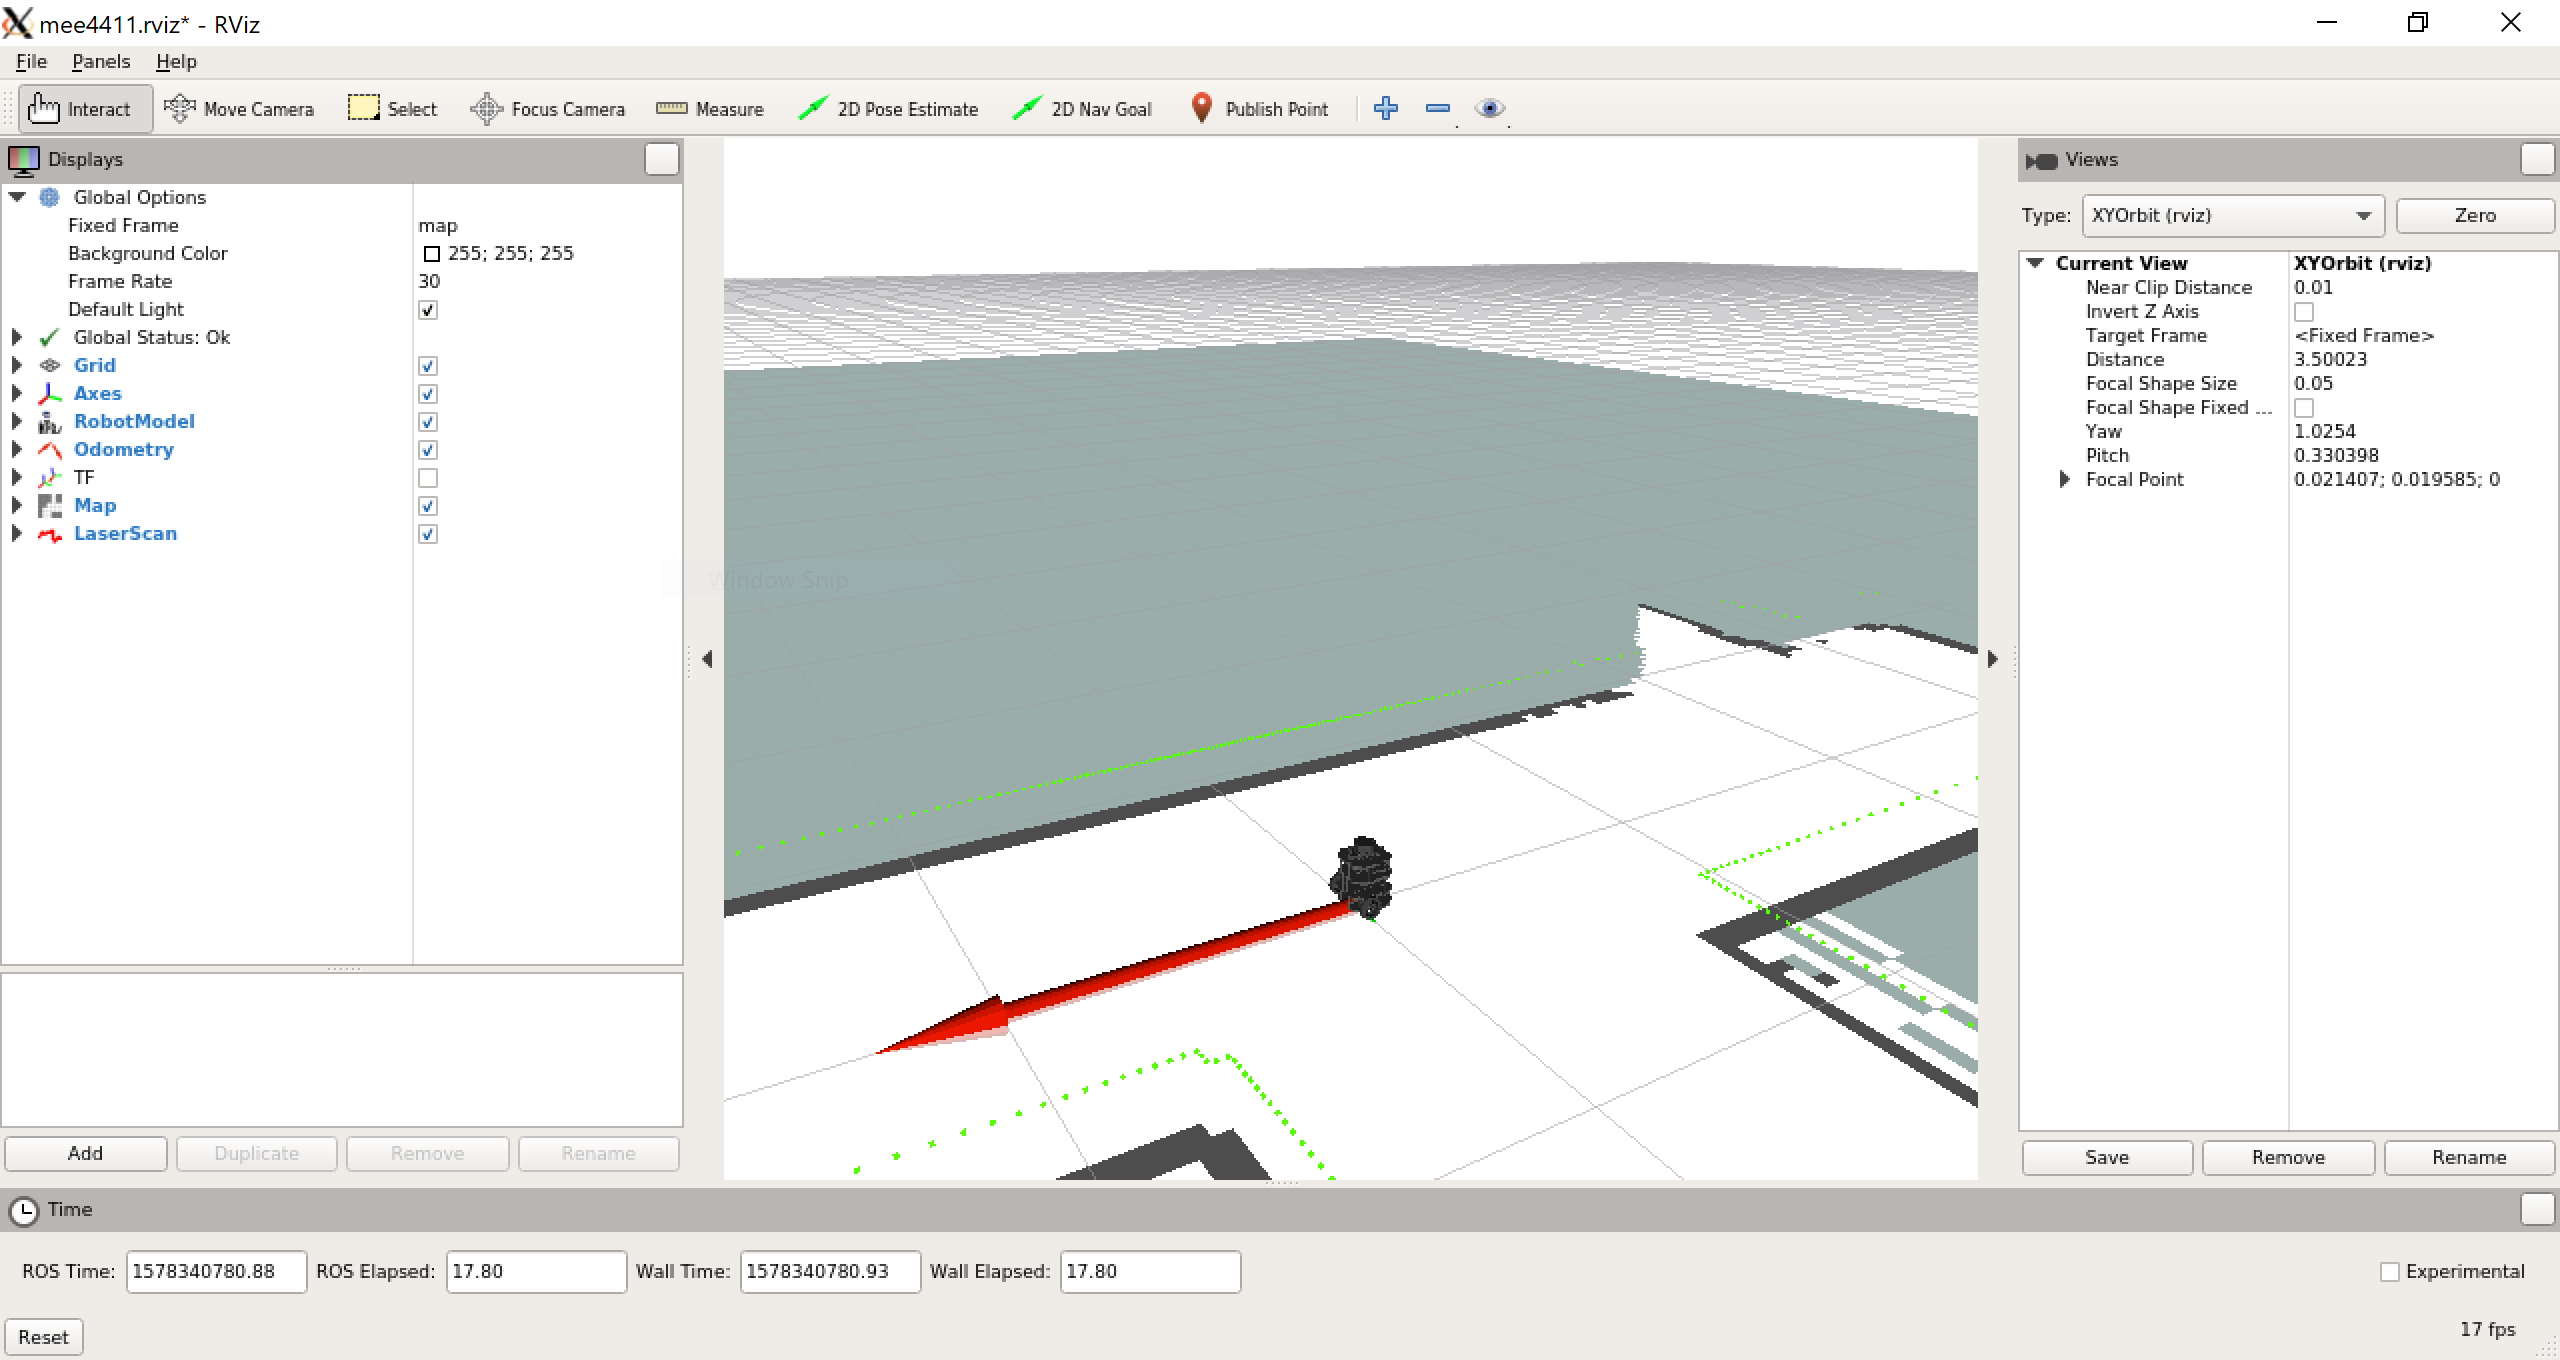 mee4411.rviz* - RViz
File Panels Help
Interact Move Camera Select Focus Camera Measure 2D Pose Estimate 2D Nav Goal Publish Point
Displays
Global Options
Fixed Frame map
Background Color 255; 255; 255
Frame Rate 30
Default Light
Global Status: Ok
Grid
Axes
RobotModel
Odometry
TF
Map
LaserScan
Add Duplicate Remove Rename
Window Snip
Views
Type: XYOrbit (rviz) Zero
Current View XYOrbit (rviz)
Near Clip Distance 0.01
Invert Z Axis
Target Frame <Fixed Frame>
Distance 3.50023
Focal Shape Size 0.05
Focal Shape Fixed ...
Yaw 1.0254
Pitch 0.330398
Focal Point 0.021407; 0.019585; 0
Save Remove Rename
Time
ROS Time: 1578340780.88 ROS Elapsed: 17.80 Wall Time: 1578340780.93 Wall Elapsed: 17.80 Experimental
Reset 17 fps